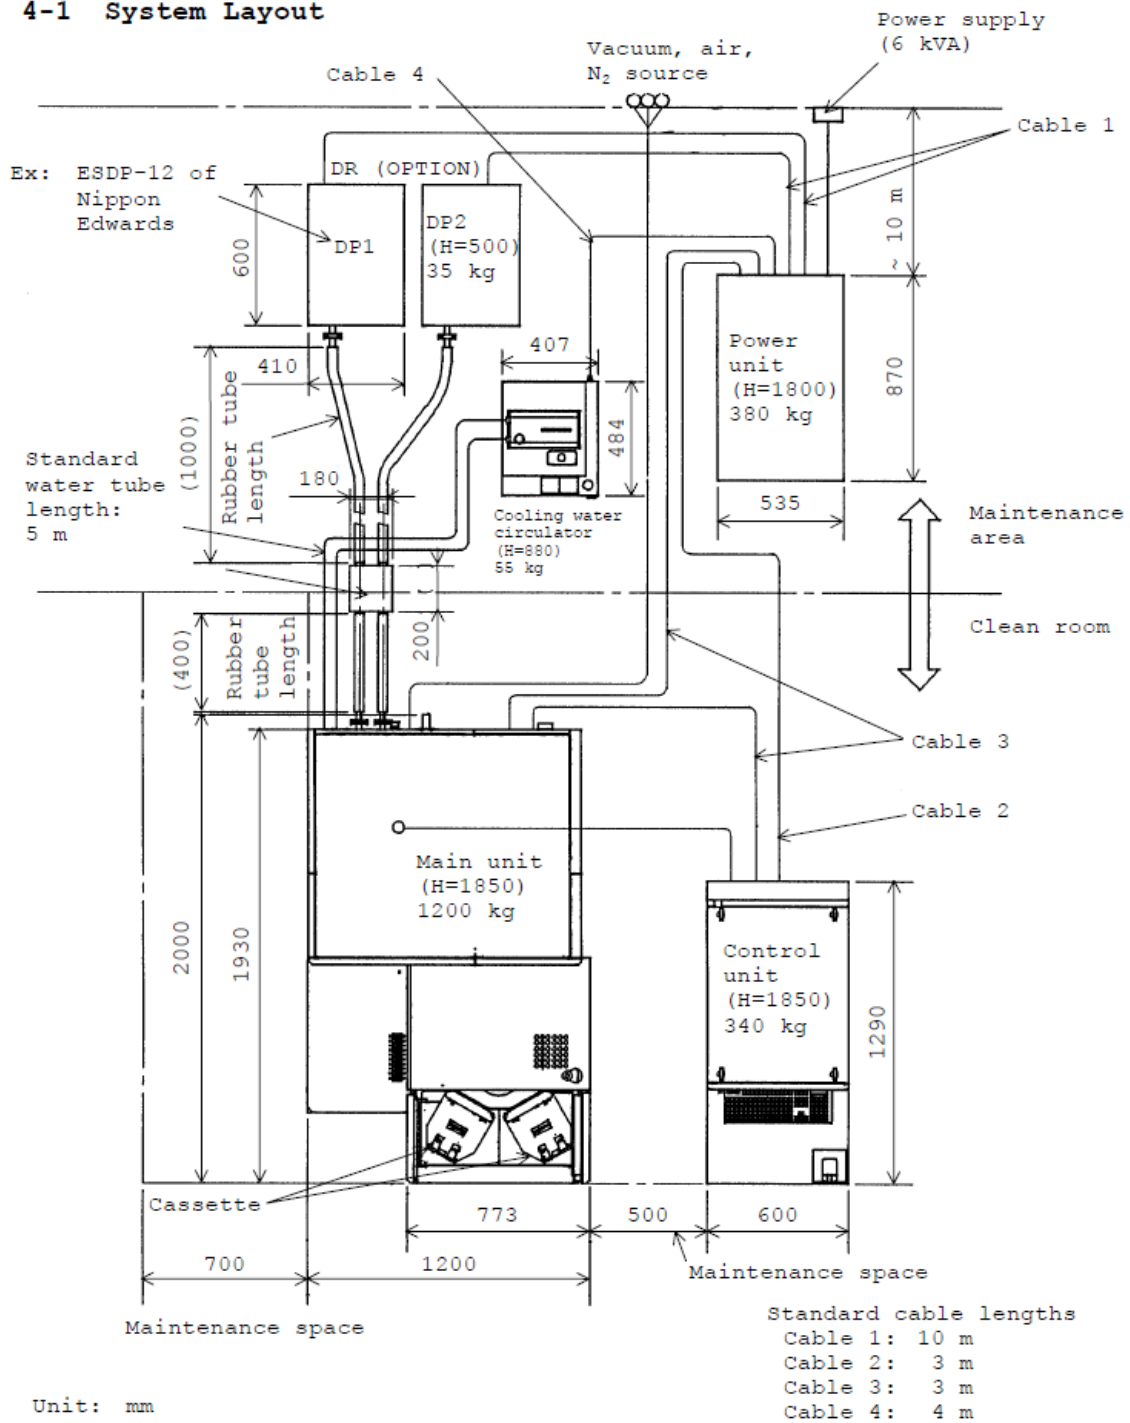 4-1 System Layout
Power supply
(6 kVA)
Vacuum, air,
N₂ source
Cable 4
Cable 1
Ex: ESDP-12 of
Nippon
Edwards
DR (OPTION)
DP1
DP2
(H=500)
35 kg
600
~ 10 m
410
407
Power
unit
(H=1800)
380 kg
870
484
(1000)
Rubber tube
length
180
Standard
water tube
length:
5 m
535
Cooling water
circulator
(H=880)
55 kg
Maintenance
area
Clean room
( )
200
(400)
Rubber
tube
length
Cable 3
Cable 2
Main unit
(H=1850)
1200 kg
2000
1930
Control
unit
(H=1850)
340 kg
1290
Cassette
773
500
600
700
1200
Maintenance space
Maintenance space
Standard cable lengths
Cable 1: 10 m
Cable 2: 3 m
Cable 3: 3 m
Cable 4: 4 m
Unit: mm